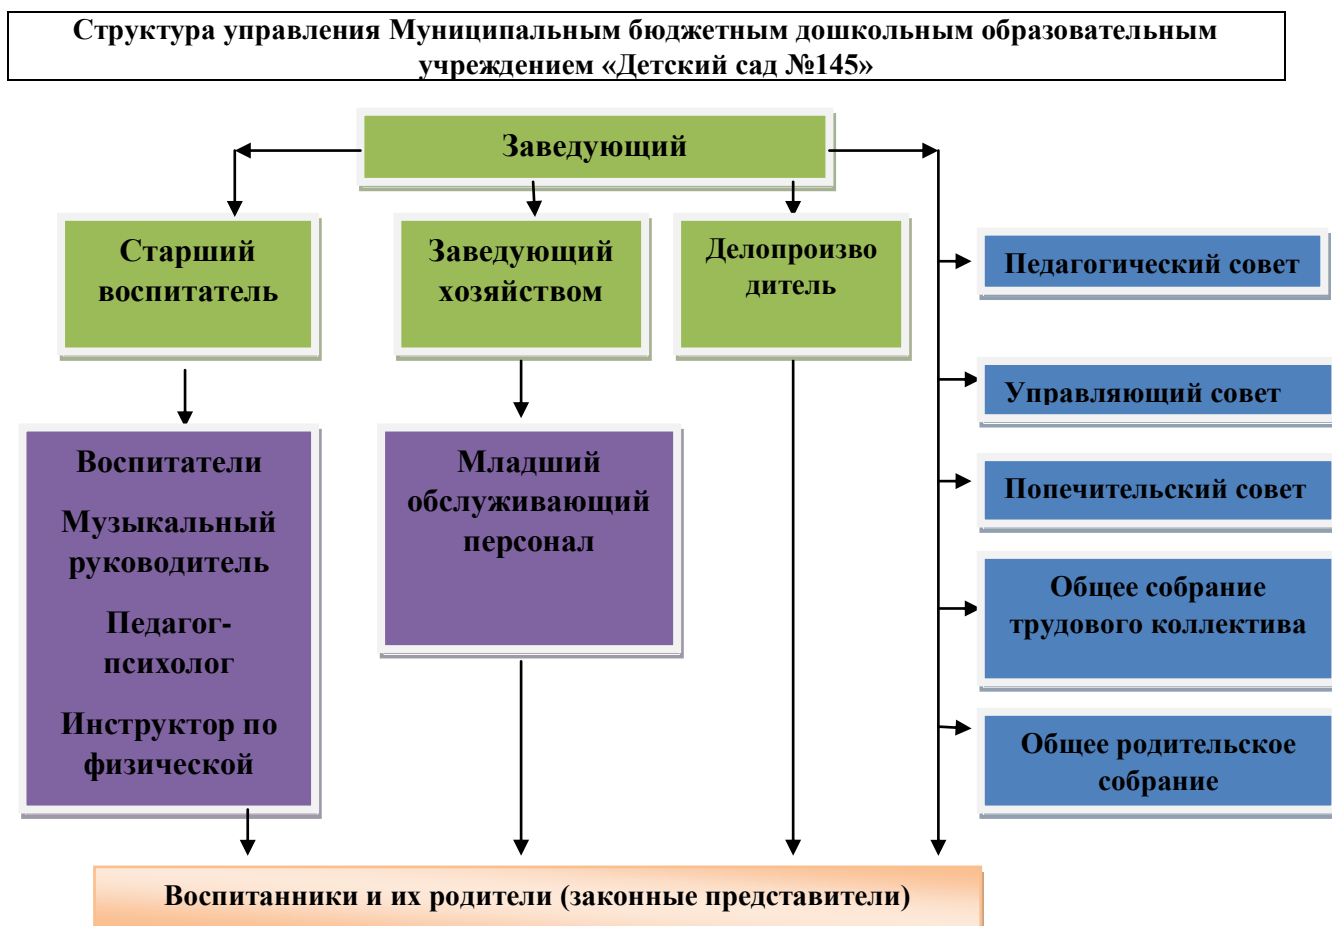 Структура управления Муниципальным бюджетным дошкольным образовательным
учреждением «Детский сад №145»
Заведующий
Старший
воспитатель
Заведующий
хозяйством
Делопроизво
дитель
Педагогический совет
Управляющий совет
Попечительский совет
Общее собрание
трудового коллектива
Общее родительское
собрание
Воспитатели
Музыкальный
руководитель
Педагог-
психолог
Инструктор по
физической
Младший
обслуживающий
персонал
Воспитанники и их родители (законные представители)